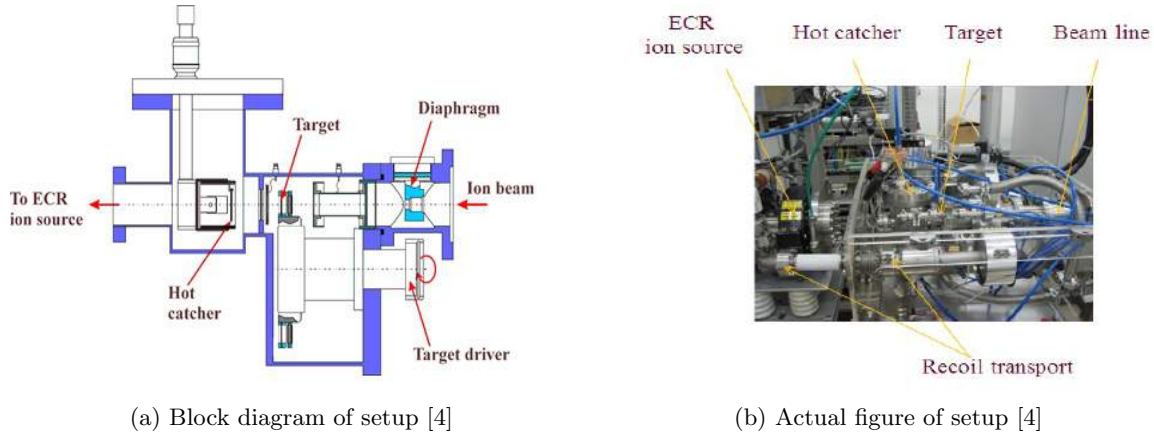 Diaphragm
Target
To ECR
ion source
Ion beam
Hot
catcher
Target driver
(a) Block diagram of setup [4]
ECR
ion source
Hot catcher
Target
Beam line
Recoil transport
(b) Actual figure of setup [4]